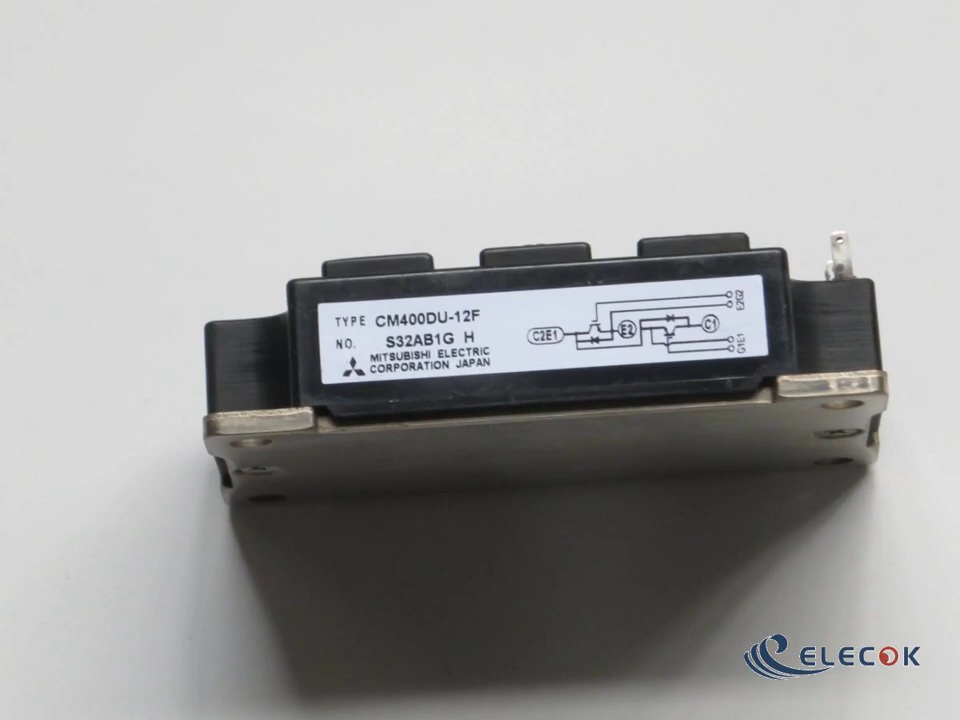 TYPE CM400DU-12F
NO. S32AB1G H
MITSUBISHI ELECTRIC
CORPORATION JAPAN
C2E1
E2
C1
E2G2
G1E1
ELECOK